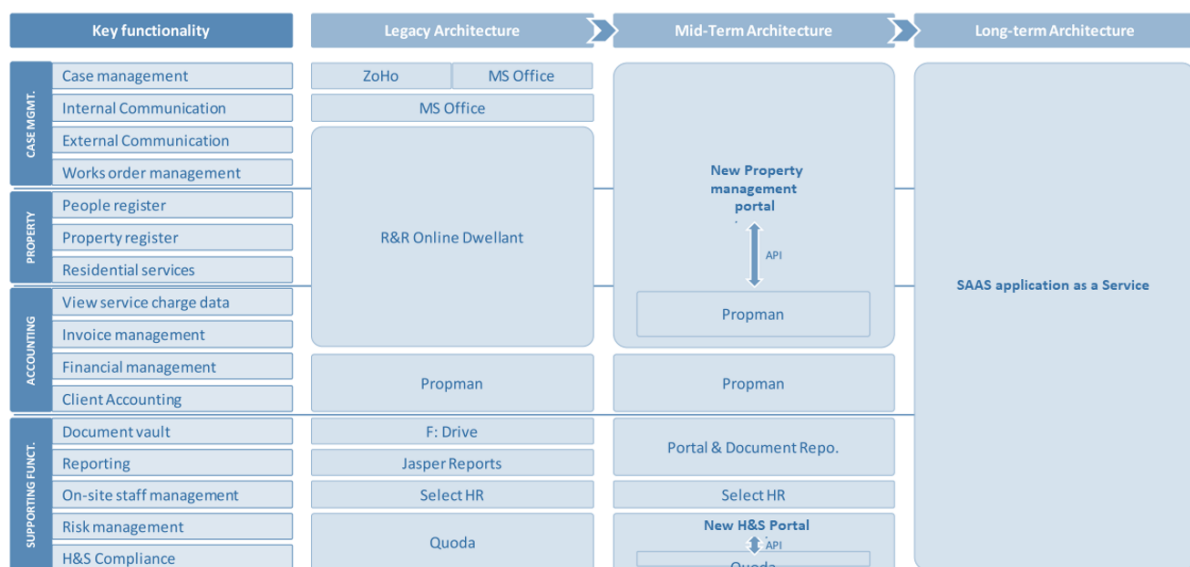 Key functionality
Legacy Architecture
Mid-Term Architecture
Long-term Architecture
CASE MGMT.
Case management
Internal Communication
External Communication
Works order management
PROPERTY
People register
Property register
Residential services
ACCOUNTING
View service charge data
Invoice management
Financial management
Client Accounting
SUPPORTING FUNCT.
Document vault
Reporting
On-site staff management
Risk management
H&S Compliance
ZoHo
MS Office
MS Office
R&R Online Dwellant
Propman
F: Drive
Jasper Reports
Select HR
Quoda
New Property
management
portal
API
Propman
Propman
Portal & Document Repo.
Select HR
New H&S Portal
API
Quoda
SAAS application as a Service